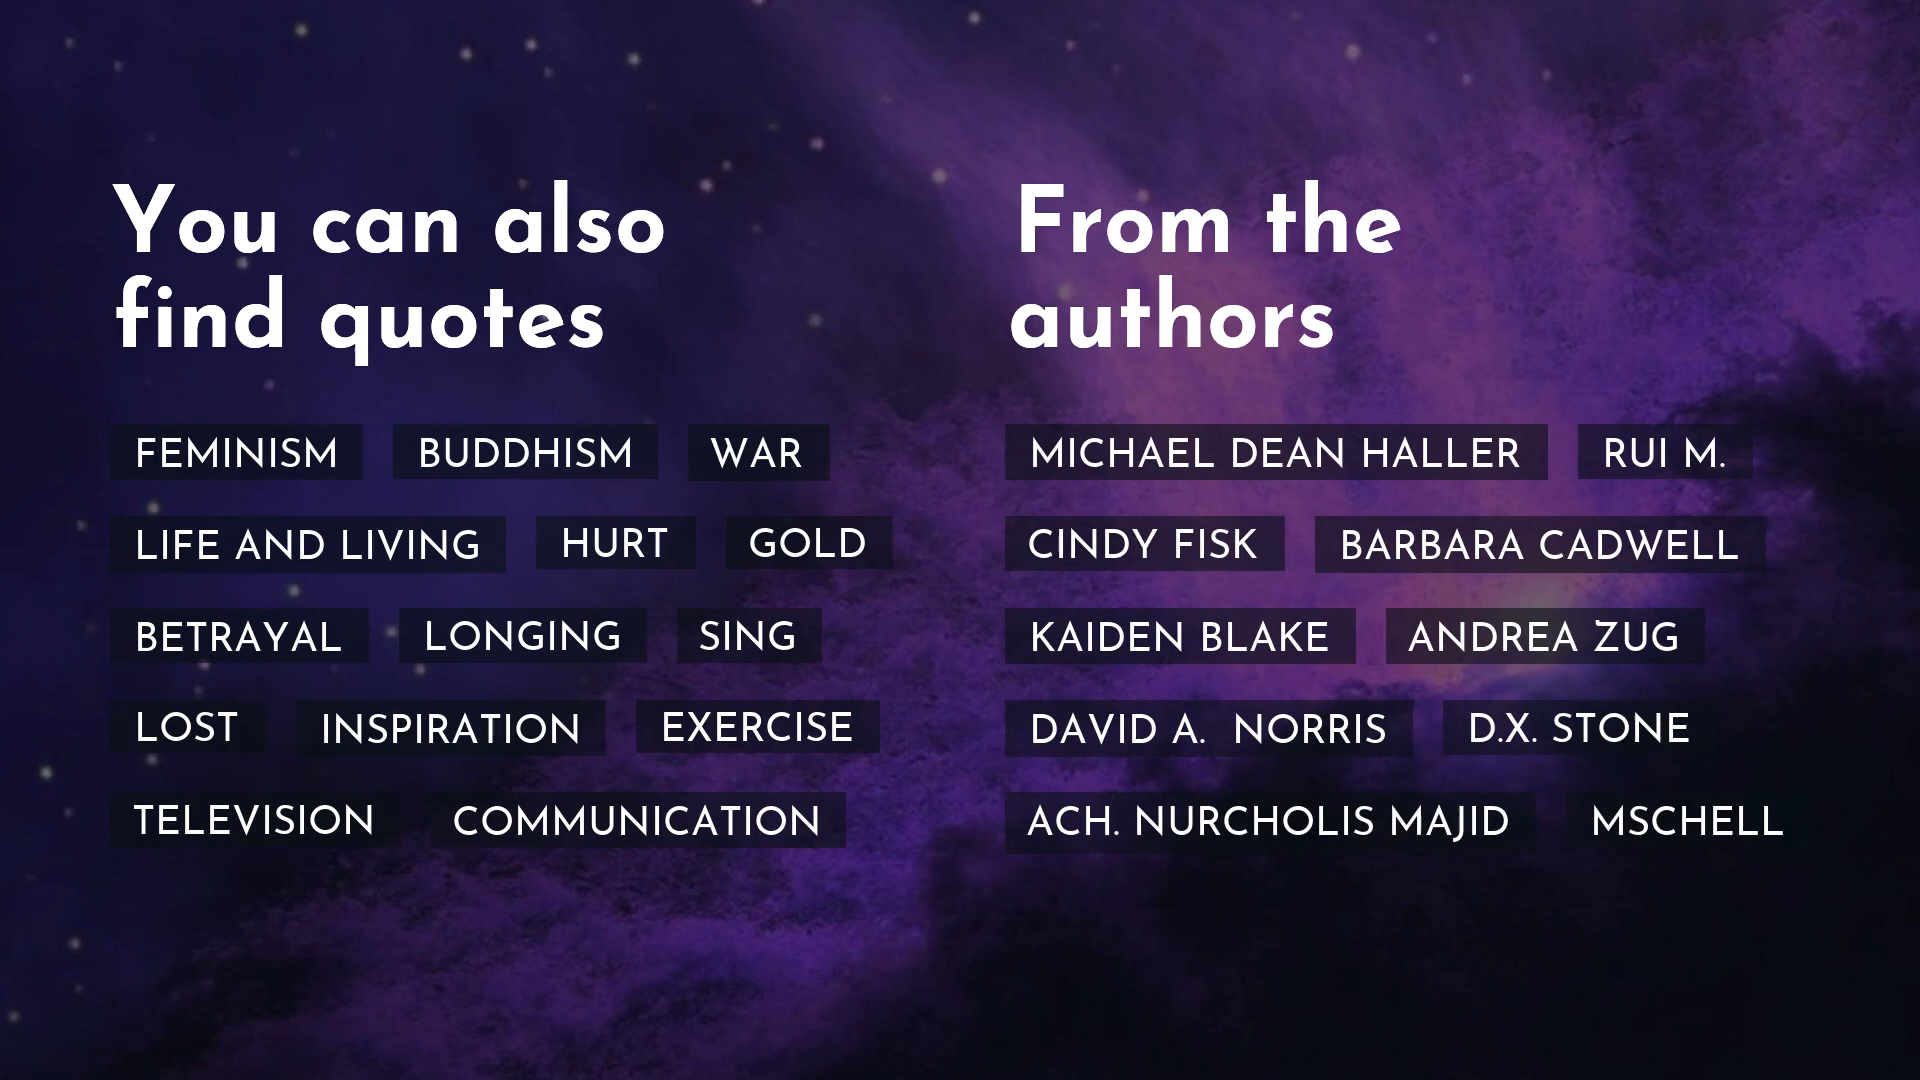 You can also
find quotes
FEMINISM BUDDHISM WAR
LIFE AND LIVING HURT GOLD
BETRAYAL LONGING SING
LOST INSPIRATION EXERCISE
TELEVISION COMMUNICATION
From the
authors
MICHAEL DEAN HALLER RUI M.
CINDY FISK BARBARA CADWELL
KAIDEN BLAKE ANDREA ZUG
DAVID A. NORRIS D.X. STONE
ACH. NURCHOLIS MAJID MSCHELL